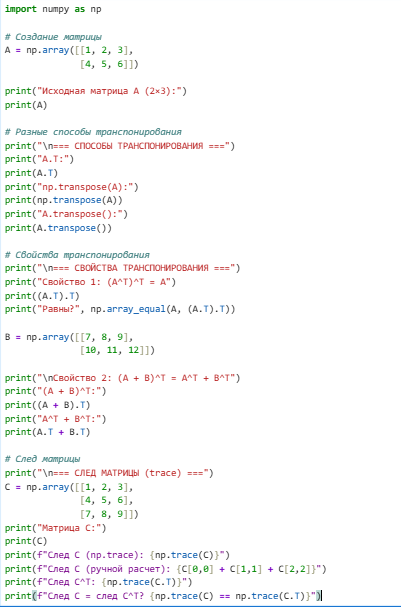 import numpy as np

# Создание матрицы
A = np.array([[1, 2, 3],
              [4, 5, 6]])

print("Исходная матрица A (2×3):")
print(A)

# Разные способы транспонирования
print("\n=== СПОСОБЫ ТРАНСПОНИРОВАНИЯ ===")
print("A.T:")
print(A.T)
print("np.transpose(A):")
print(np.transpose(A))
print("A.transpose():")
print(A.transpose())

# Свойства транспонирования
print("\n=== СВОЙСТВА ТРАНСПОНИРОВАНИЯ ===")
print("Свойство 1: (A^T)^T = A")
print((A.T).T)
print("Равны?", np.array_equal(A, (A.T).T))

B = np.array([[7, 8, 9],
              [10, 11, 12]])

print("\nСвойство 2: (A + B)^T = A^T + B^T")
print("(A + B)^T:")
print((A + B).T)
print("A^T + B^T:")
print(A.T + B.T)

# След матрицы
print("\n=== СЛЕД МАТРИЦЫ (trace) ===")
C = np.array([[1, 2, 3],
              [4, 5, 6],
              [7, 8, 9]])
print("Матрица C:")
print(C)
print(f"След C (np.trace): {np.trace(C)}")
print(f"След C (ручной расчет): {C[0,0] + C[1,1] + C[2,2]}")
print(f"След C^T: {np.trace(C.T)}")
print(f"След C = след C^T? {np.trace(C) == np.trace(C.T)}")